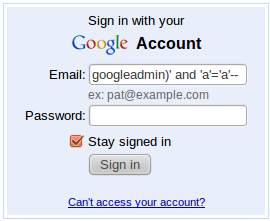 Sign in with your
Google Account
Email: googleadmin)' and 'a'='a'--
ex: pat@example.com
Password:
Stay signed in
Sign in
Can't access your account?